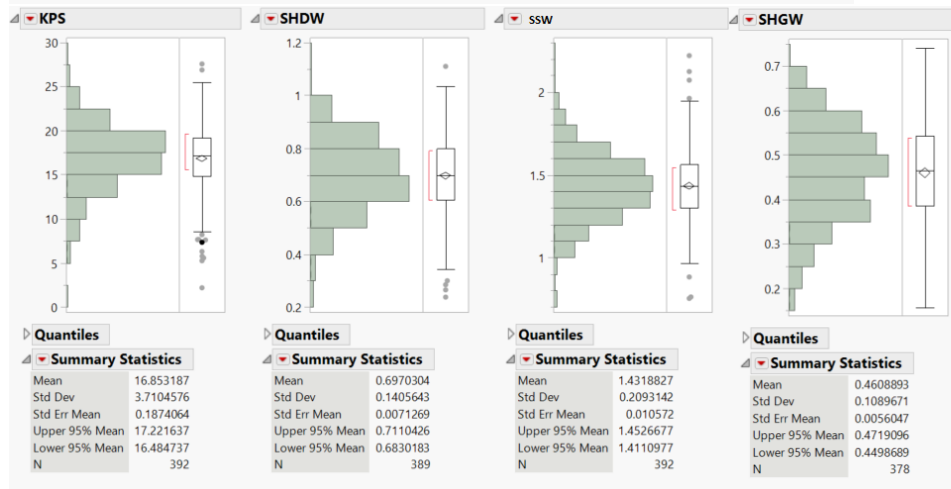 KPS
30
25
20
15
10
5
0
Quantiles
Summary Statistics
Mean 16.853187
Std Dev 3.7104576
Std Err Mean 0.1874064
Upper 95% Mean 17.221637
Lower 95% Mean 16.484737
N 392
SHDW
1.2
1
0.8
0.6
0.4
0.2
Quantiles
Summary Statistics
Mean 0.6970304
Std Dev 0.1405643
Std Err Mean 0.0071269
Upper 95% Mean 0.7110426
Lower 95% Mean 0.6830183
N 389
SSW
2
1.5
1
Quantiles
Summary Statistics
Mean 1.4318827
Std Dev 0.2093142
Std Err Mean 0.010572
Upper 95% Mean 1.4526677
Lower 95% Mean 1.4110977
N 392
SHGW
0.7
0.6
0.5
0.4
0.3
0.2
Quantiles
Summary Statistics
Mean 0.4608893
Std Dev 0.1089671
Std Err Mean 0.0056047
Upper 95% Mean 0.4719096
Lower 95% Mean 0.4498689
N 378